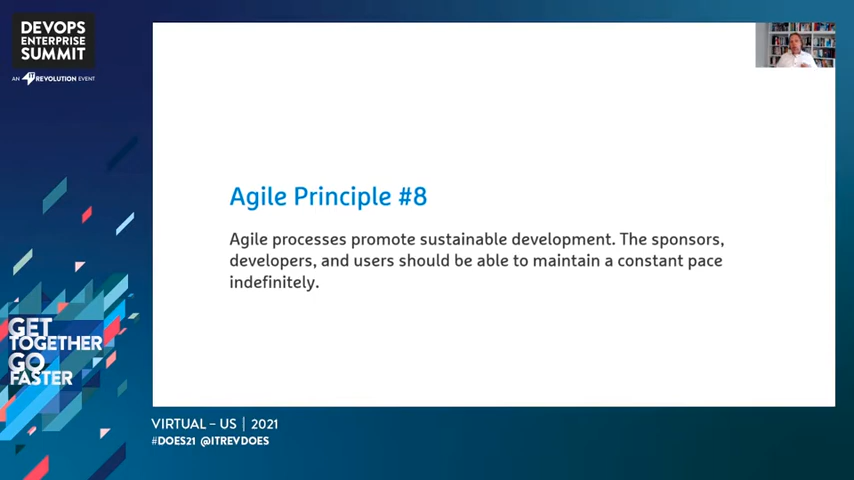 DEVOPS
ENTERPRISE
SUMMIT
AN IT REVOLUTION EVENT
Agile Principle #8
Agile processes promote sustainable development. The sponsors,
developers, and users should be able to maintain a constant pace
indefinitely.
GET
TOGETHER
GO
FASTER
VIRTUAL – US | 2021
#DOES21 @ITREVDOES